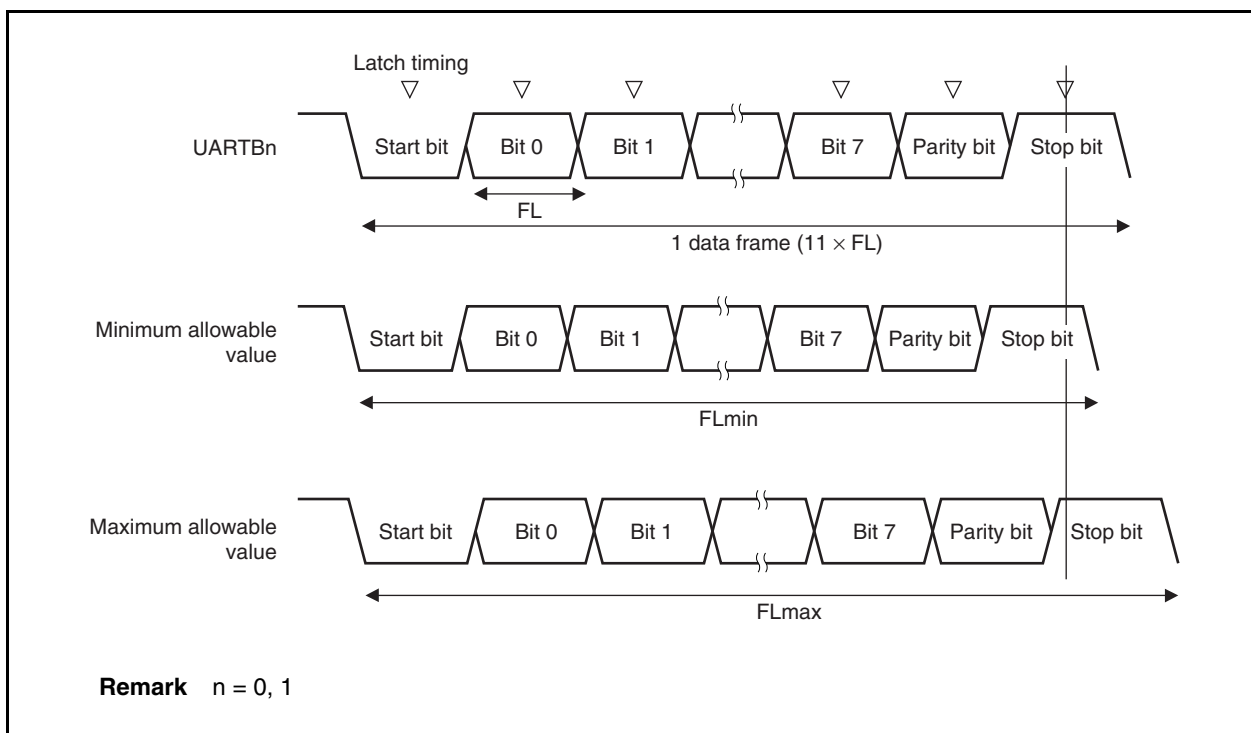 Latch timing
UARTBn
Start bit
Bit 0
Bit 1
Bit 7
Parity bit
Stop bit
FL
1 data frame (11 × FL)
Minimum allowable
value
Start bit
Bit 0
Bit 1
Bit 7
Parity bit
Stop bit
FLmin
Maximum allowable
value
Start bit
Bit 0
Bit 1
Bit 7
Parity bit
Stop bit
FLmax
Remark n = 0, 1